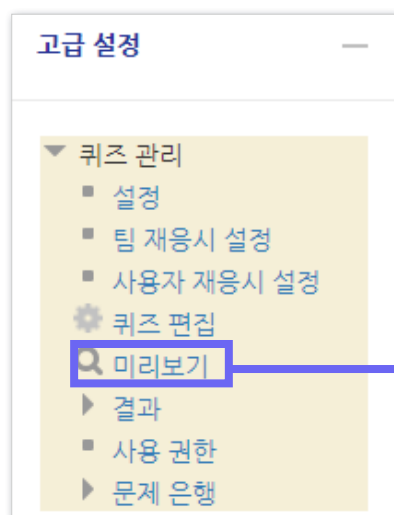 고급 설정
퀴즈 관리
설정
팀 재응시 설정
사용자 재응시 설정
퀴즈 편집
미리보기
결과
사용 권한
문제 은행